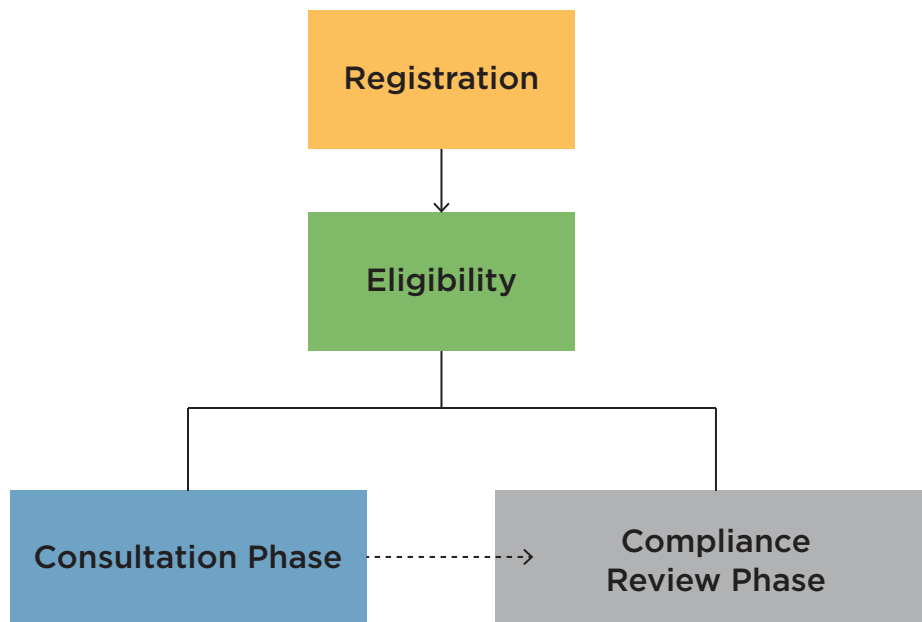 Registration
Eligibility
Consultation Phase
Compliance
Review Phase